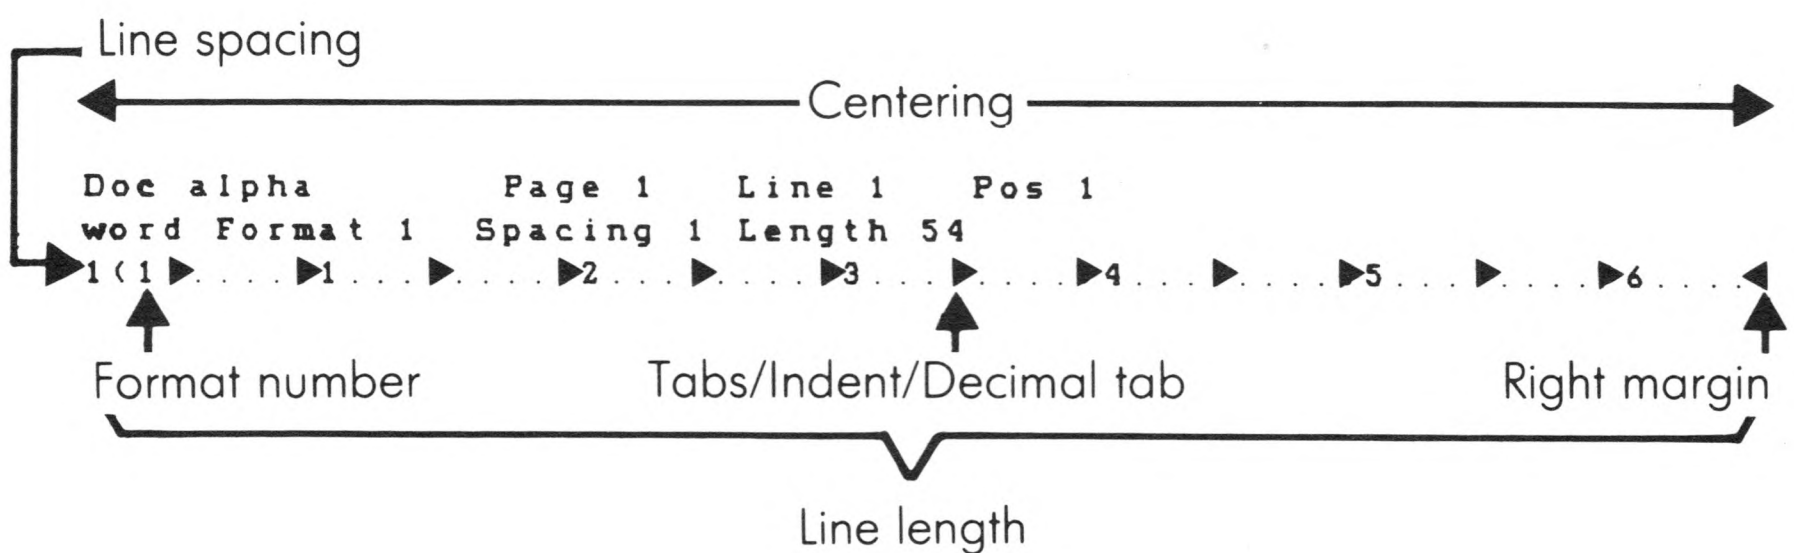 Line spacing
Centering
Doc alpha Page 1 Line 1 Pos 1
word Format 1 Spacing 1 Length 54
1(1▶.....▶1....▶.....▶2....▶.....▶3....▶.....▶4....▶.....▶5....▶.....▶6.....◀
Format number Tabs/Indent/Decimal tab Right margin
Line length